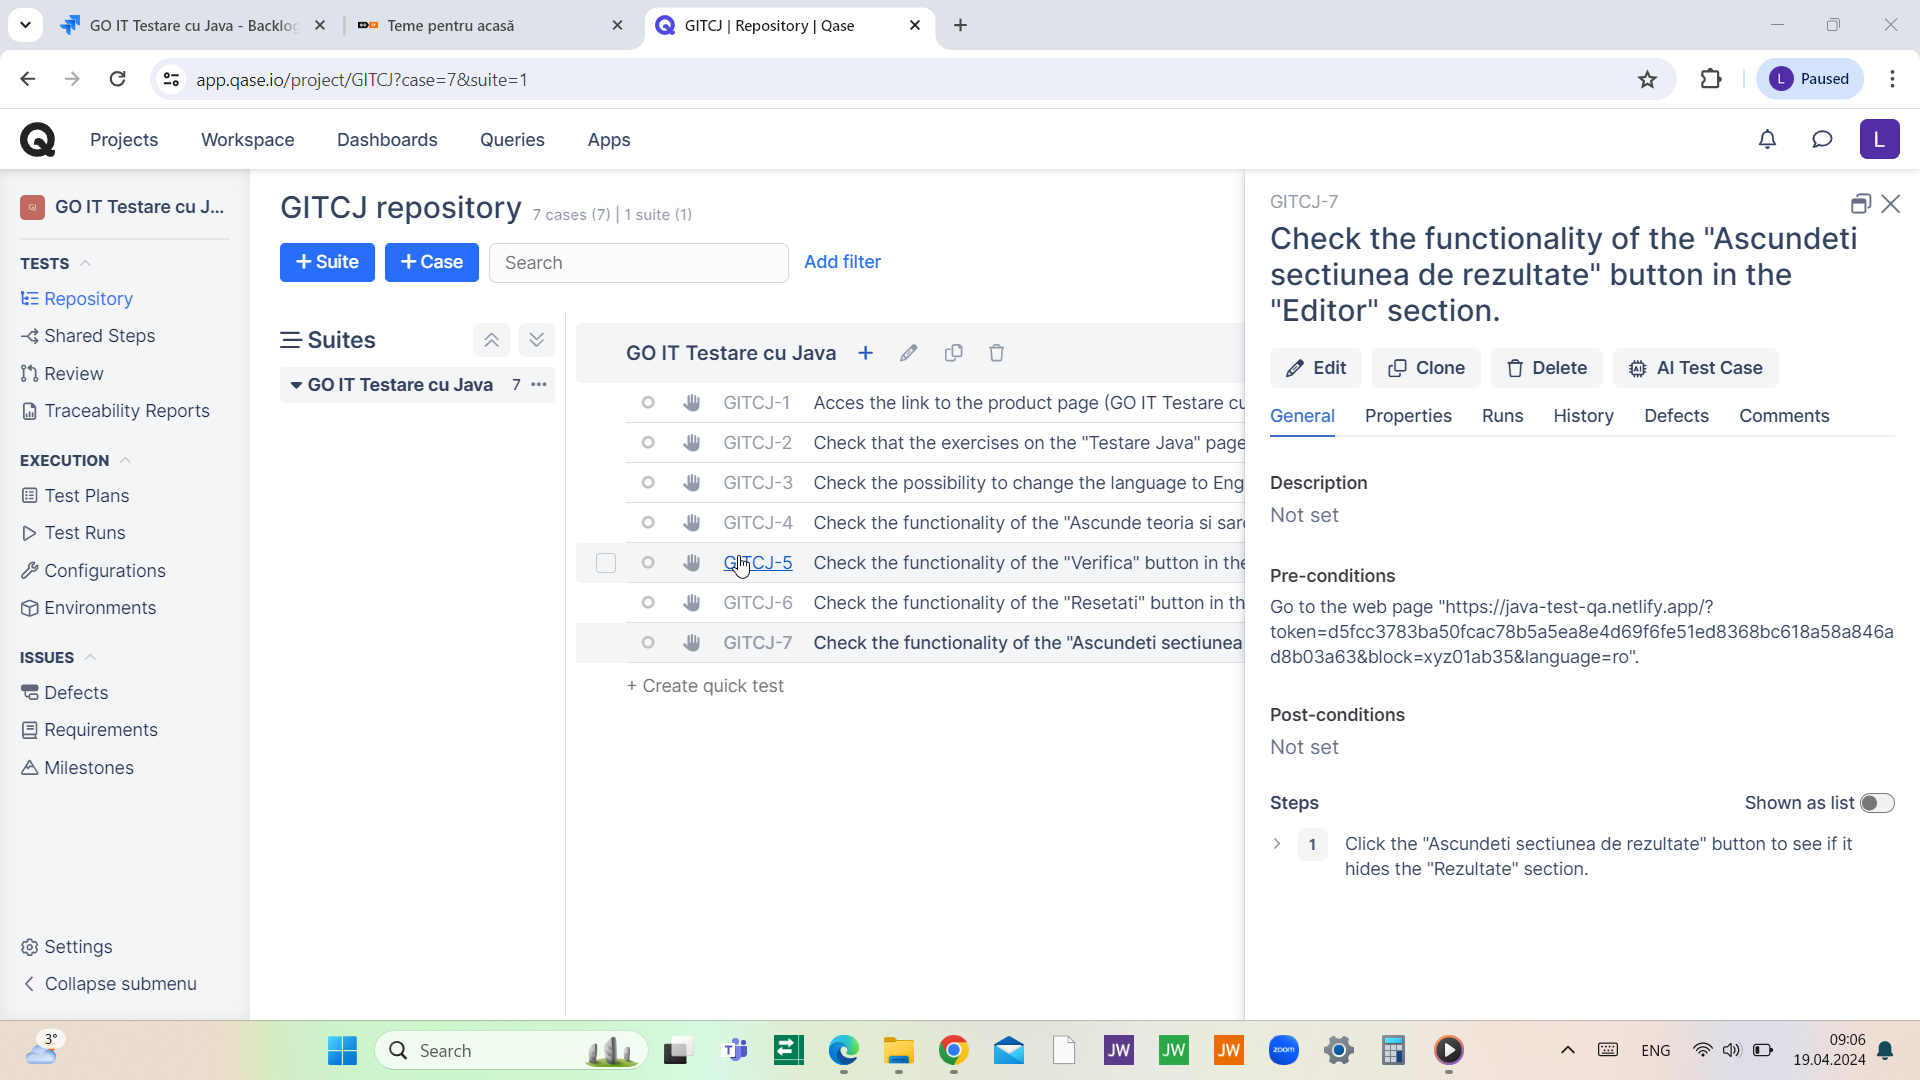 GO IT Testare cu Java - Backlog
Teme pentru acasă
GITCJ | Repository | Qase
app.qase.io/project/GITCJ?case=7&suite=1
L Paused
Projects Workspace Dashboards Queries Apps
L
GJ GO IT Testare cu J...
TESTS
Repository
Shared Steps
Review
Traceability Reports
EXECUTION
Test Plans
Test Runs
Configurations
Environments
ISSUES
Defects
Requirements
Milestones
Settings
Collapse submenu
GITCJ repository 7 cases (7) | 1 suite (1)
+ Suite + Case Search Add filter
Suites
GO IT Testare cu Java 7 •••
GO IT Testare cu Java +
GITCJ-1 Acces the link to the product page (GO IT Testare cu
GITCJ-2 Check that the exercises on the "Testare Java" page
GITCJ-3 Check the possibility to change the language to Eng
GITCJ-4 Check the functionality of the "Ascunde teoria si sar
GITCJ-5 Check the functionality of the "Verifica" button in the
GITCJ-6 Check the functionality of the "Resetati" button in th
GITCJ-7 Check the functionality of the "Ascundeti sectiunea
+ Create quick test
GITCJ-7
Check the functionality of the "Ascundeti
sectiunea de rezultate" button in the
"Editor" section.
Edit Clone Delete AI Test Case
General Properties Runs History Defects Comments
Description
Not set
Pre-conditions
Go to the web page "https://java-test-qa.netlify.app/?
token=d5fcc3783ba50fcac78b5a5ea8e4d69f6fe51ed8368bc618a58a846a
d8b03a63&block=xyz01ab35&language=ro".
Post-conditions
Not set
Steps Shown as list
1 Click the "Ascundeti sectiunea de rezultate" button to see if it
hides the "Rezultate" section.
3°
Search
JW JW JW zoom
ENG
09:06
19.04.2024